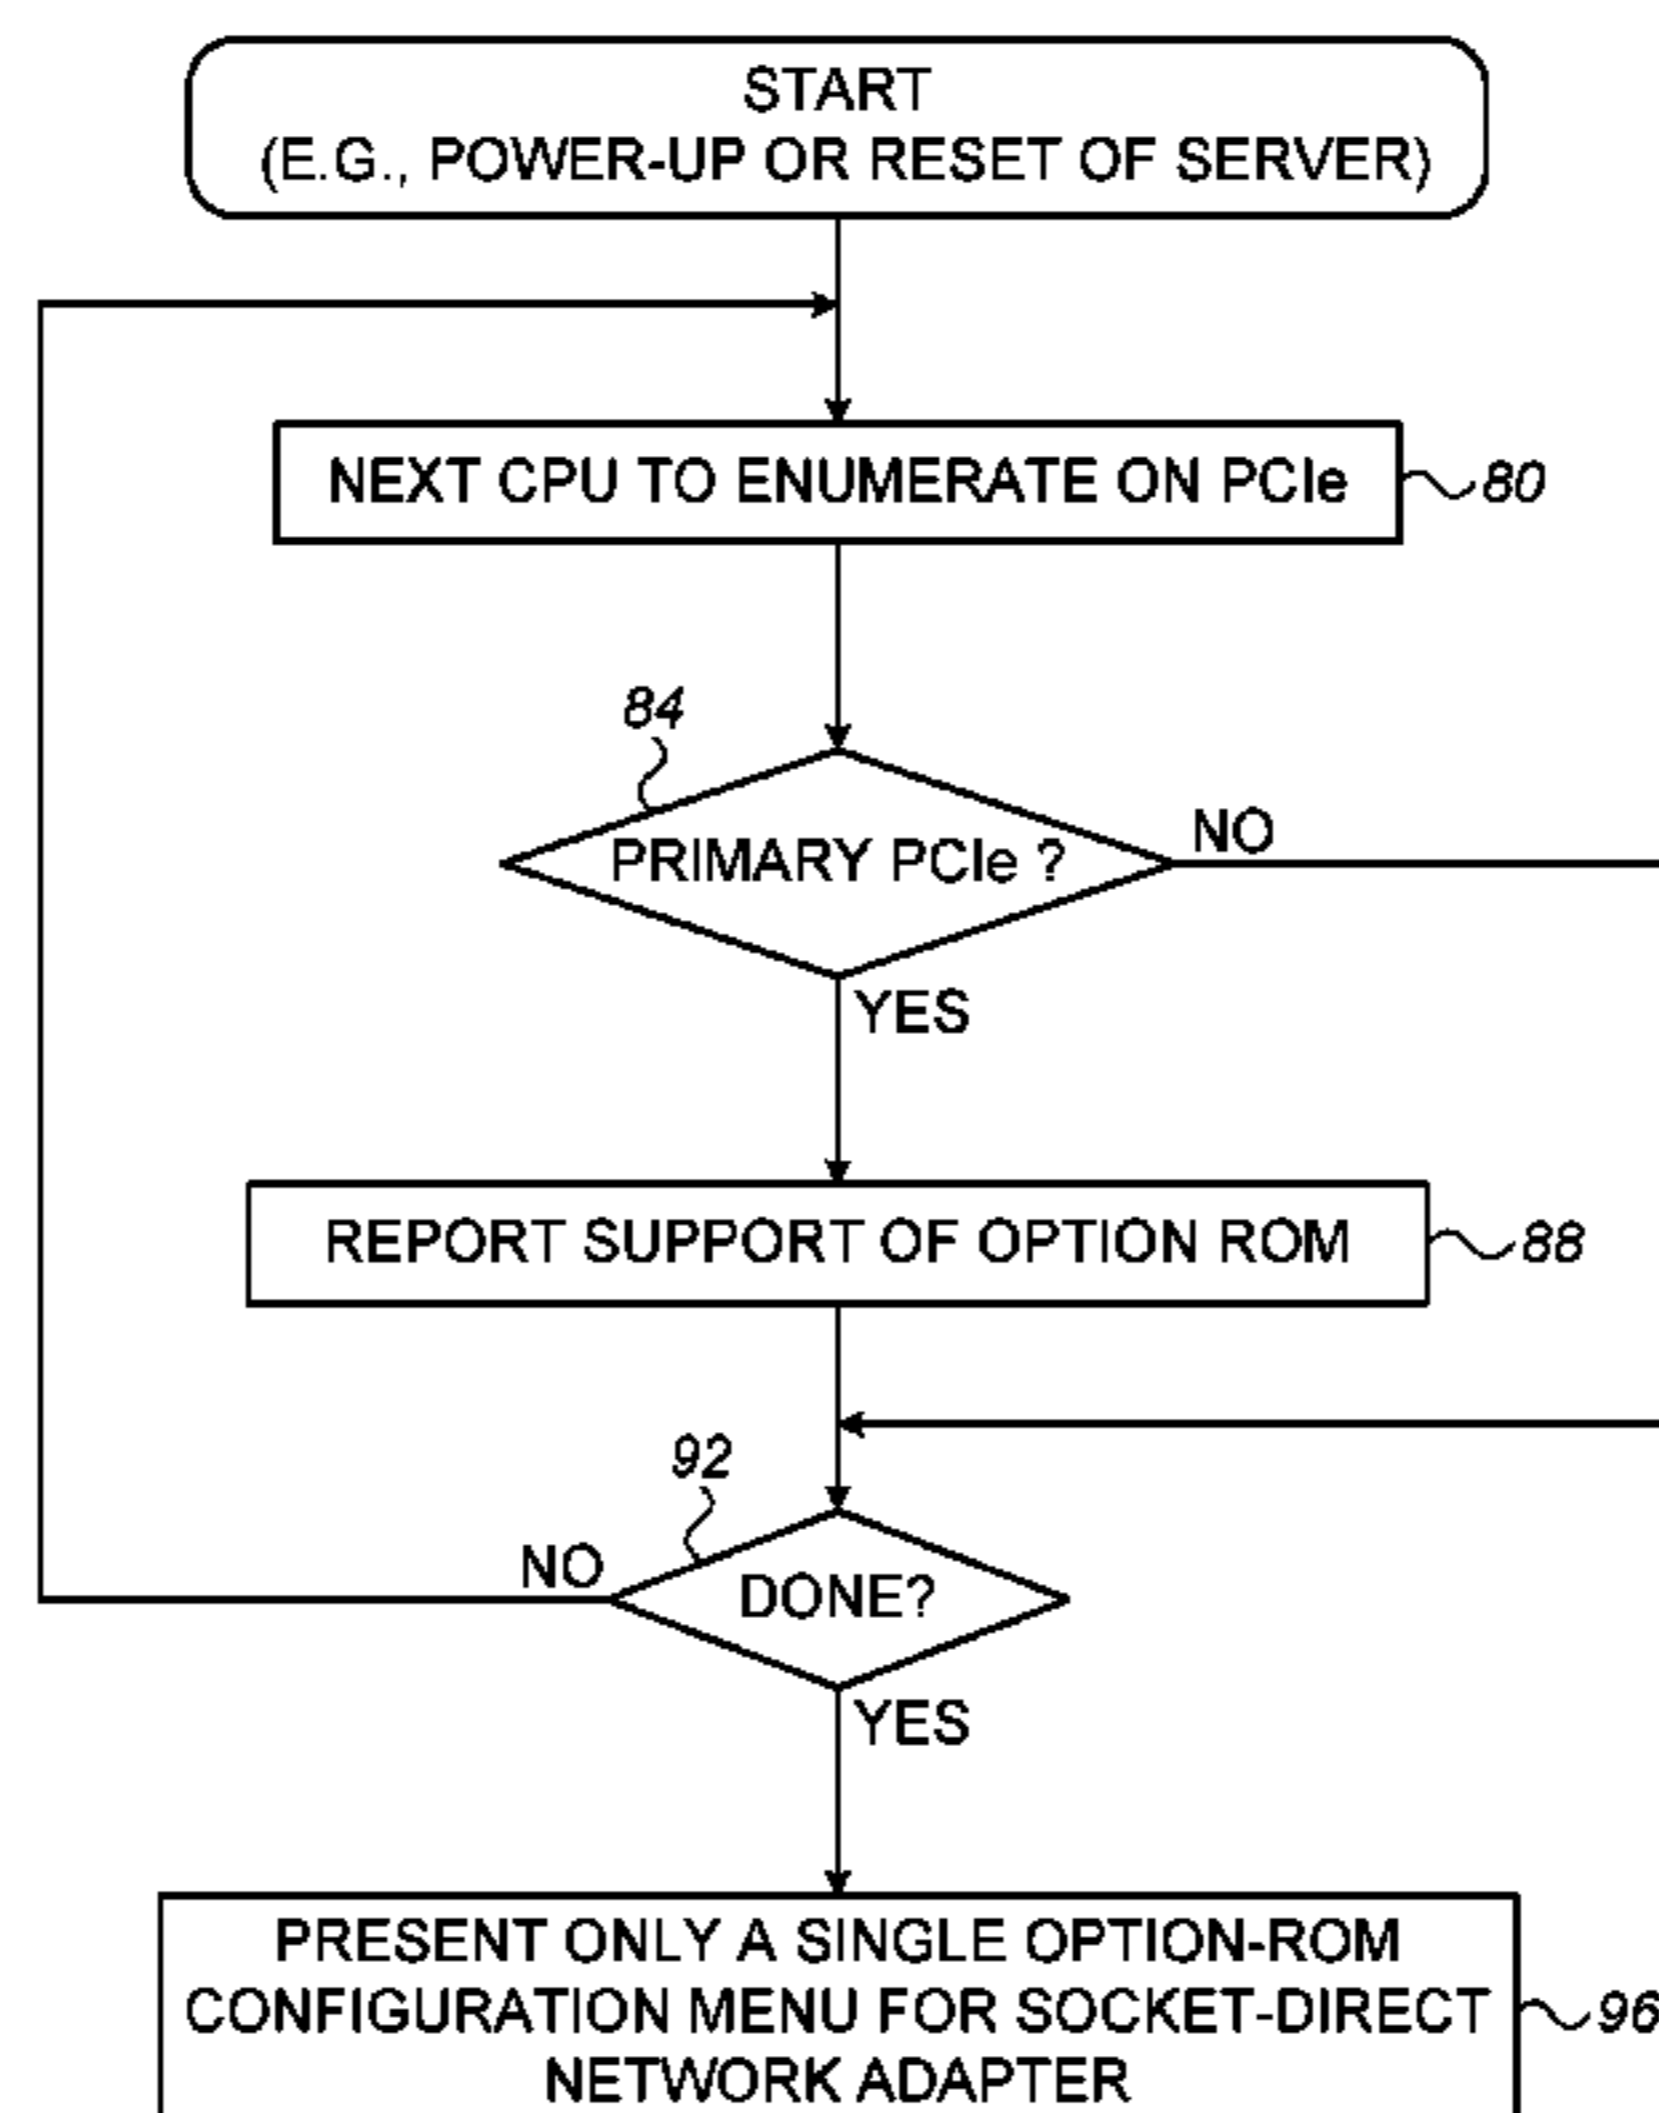 START
(E.G., POWER-UP OR RESET OF SERVER)
NEXT CPU TO ENUMERATE ON PCIe
80
84
PRIMARY PCIe ?
NO
YES
REPORT SUPPORT OF OPTION ROM
88
92
NO
DONE?
YES
PRESENT ONLY A SINGLE OPTION-ROM
CONFIGURATION MENU FOR SOCKET-DIRECT
NETWORK ADAPTER
96